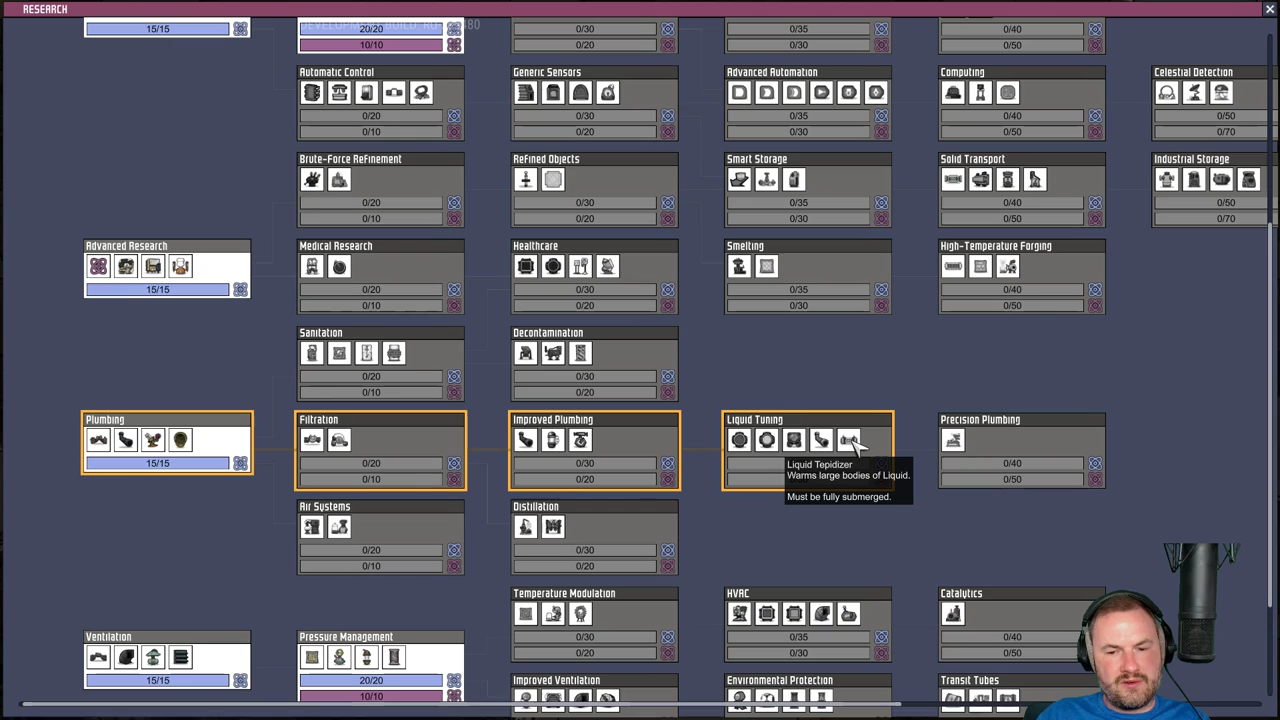 RESEARCH
15/15
20/20
10/10
0/30
0/20
0/35
0/30
0/40
0/50
Automatic Control
0/20
0/10
Generic Sensors
0/30
0/20
Advanced Automation
0/35
0/30
Computing
0/40
0/50
Celestial Detection
0/50
0/70
Brute-Force Refinement
0/20
0/10
Refined Objects
0/30
0/20
Smart Storage
0/35
0/30
Solid Transport
0/40
0/50
Industrial Storage
0/50
0/70
Advanced Research
15/15
Medical Research
0/20
0/10
Healthcare
0/30
0/20
Smelting
0/35
0/30
High-Temperature Forging
0/40
0/50
Sanitation
0/20
0/10
Decontamination
0/30
0/20
Plumbing
15/15
Filtration
0/20
0/10
Improved Plumbing
0/30
0/20
Liquid Tuning
Liquid Tepidizer
Warms large bodies of Liquid.
Must be fully submerged.
Precision Plumbing
0/40
0/50
Air Systems
0/20
0/10
Distillation
0/30
0/20
Temperature Modulation
0/30
0/20
HVAC
0/35
0/30
Catalytics
0/40
0/50
Ventilation
15/15
Pressure Management
20/20
10/10
Improved Ventilation
Environmental Protection
Transit Tubes